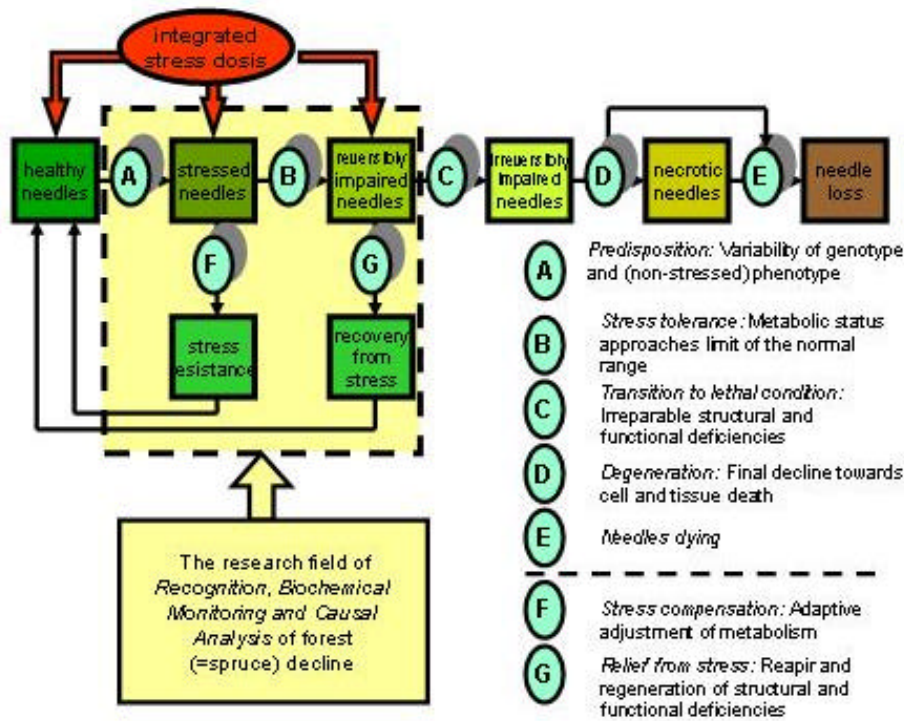 integrated
stress dosis
healthy
needles
A
stressed
needles
B
reversibly
impaired
needles
C
irreversibly
impaired
needles
D
necrotic
needles
E
needle
loss
F
G
stress
esistance
recovery
from
stress
The research field of
Recognition, Biochemical
Monitoring and Causal
Analysis of forest
(=spruce) decline
A
Predisposition: Variability of genotype
and (non-stressed) phenotype
B
Stress tolerance: Metabolic status
approaches limit of the normal
range
C
Transition to lethal condition:
Irreparable structural and
functional deficiencies
D
Degeneration: Final decline towards
cell and tissue death
E
Needles dying
F
Stress compensation: Adaptive
adjustment of metabolism
G
Relief from stress: Reapir and
regeneration of structural and
functional deficiencies